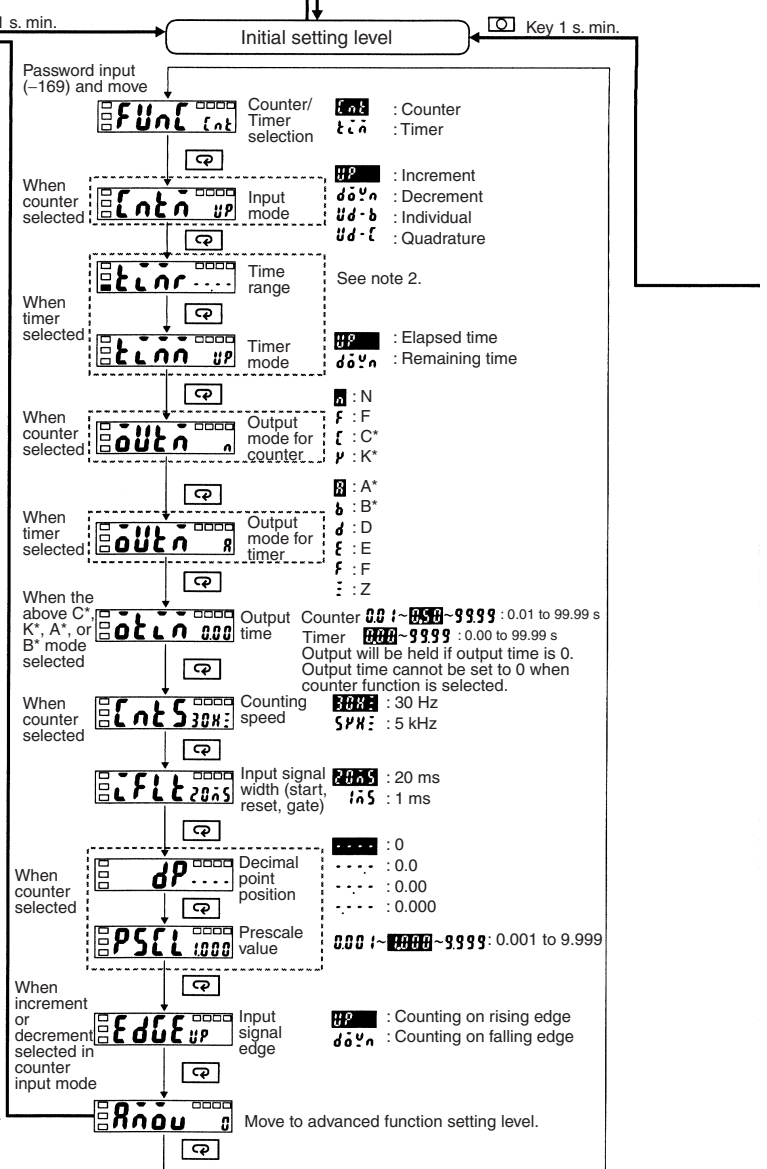 1 s. min.
Initial setting level
Key 1 s. min.
Password input
(−169) and move
FUnC Cnt
Counter/
Timer
selection
Cnt : Counter
tim : Timer
When
counter
selected
Cntm UP
Input
mode
UP : Increment
down : Decrement
Ud-b : Individual
Ud-C : Quadrature
When
timer
selected
timr --.--
Time
range
See note 2.
timm UP
Timer
mode
UP : Elapsed time
down : Remaining time
When
counter
selected
oUtm n
Output
mode for
counter
n : N
F : F
C : C*
K : K*
When
timer
selected
oUtm A
Output
mode for
timer
A : A*
b : B*
d : D
E : E
F : F
Z : Z
When the
above C*,
K*, A*, or
B* mode
selected
otim 0.00
Output
time
Counter 0.01~0.50~99.99 : 0.01 to 99.99 s
Timer 0.00~99.99 : 0.00 to 99.99 s
Output will be held if output time is 0.
Output time cannot be set to 0 when
counter function is selected.
When
counter
selected
CntS 30HZ
Counting
speed
30HZ : 30 Hz
5KHZ : 5 kHz
iFLt 20mS
Input signal
width (start,
reset, gate)
20mS : 20 ms
1mS : 1 ms
When
counter
selected
dP ----
Decimal
point
position
---- : 0
---.- : 0.0
--.-- : 0.00
-.--- : 0.000
PSCL 1.000
Prescale
value
0.001~1.000~9.999: 0.001 to 9.999
When
increment
or
decrement
selected in
counter
input mode
EdGE UP
Input
signal
edge
UP : Counting on rising edge
down : Counting on falling edge
Amov 0
Move to advanced function setting level.